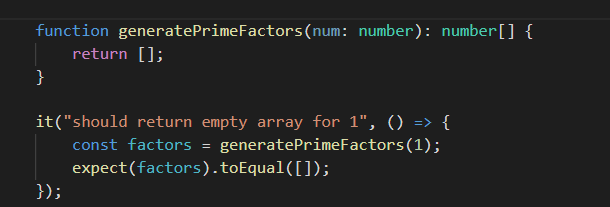 function generatePrimeFactors(num: number): number[] {
    return [];
}

it("should return empty array for 1", () => {
    const factors = generatePrimeFactors(1);
    expect(factors).toEqual([]);
});